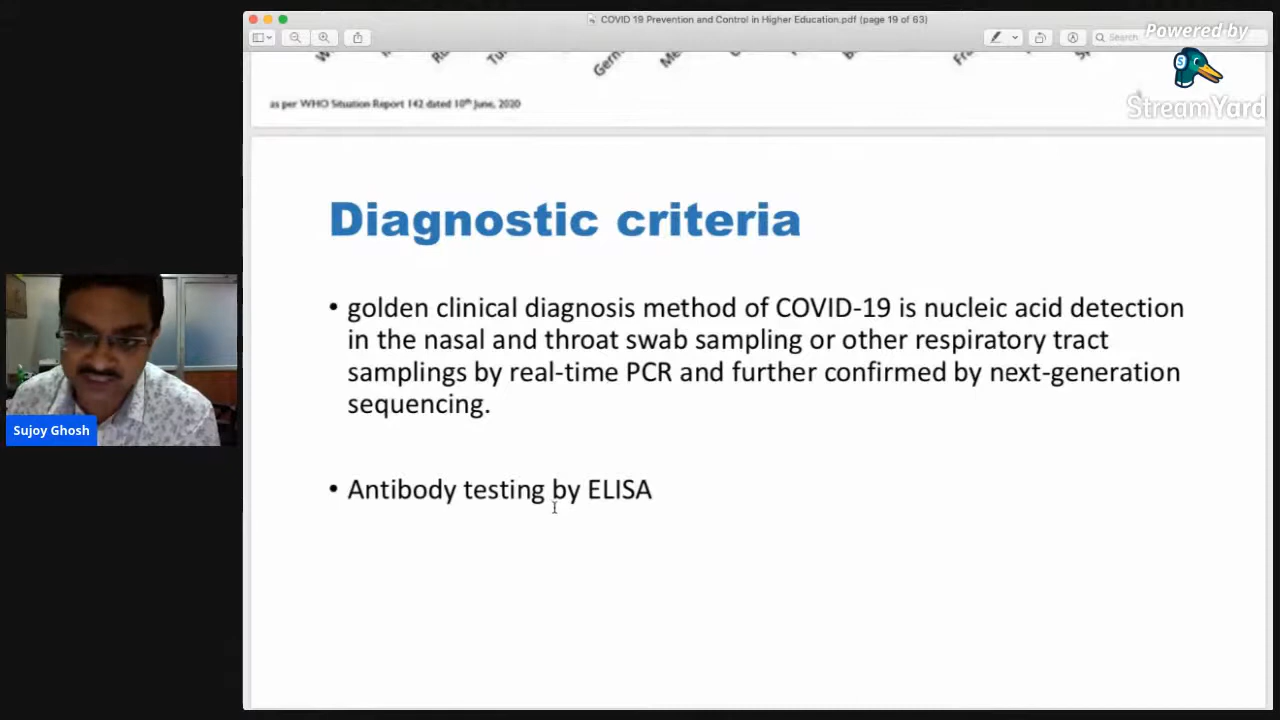 COVID 19 Prevention and Control in Higher Education.pdf (page 19 of 63)
Search
Powered by
StreamYard
as per WHO Situation Report 142 dated 10th June, 2020
Diagnostic criteria
• golden clinical diagnosis method of COVID-19 is nucleic acid detection
in the nasal and throat swab sampling or other respiratory tract
samplings by real-time PCR and further confirmed by next-generation
sequencing.
• Antibody testing by ELISA
Sujoy Ghosh